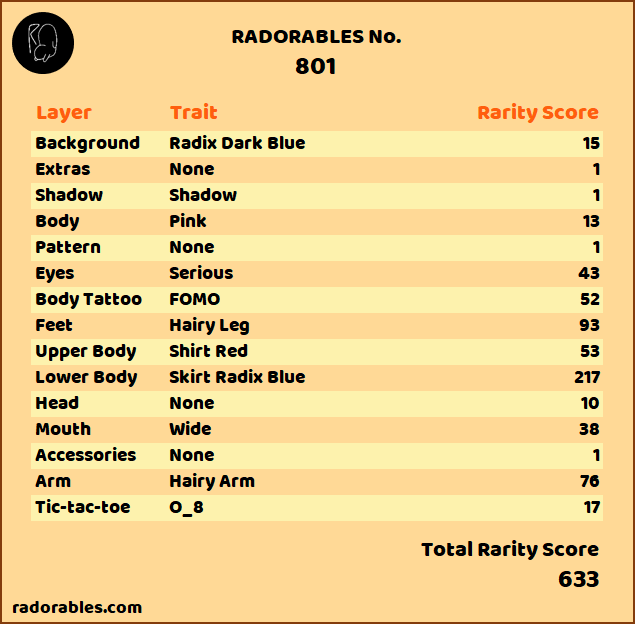 RADORABLES No.
801
Layer Trait Rarity Score
Background Radix Dark Blue 15
Extras None 1
Shadow Shadow 1
Body Pink 13
Pattern None 1
Eyes Serious 43
Body Tattoo FOMO 52
Feet Hairy Leg 93
Upper Body Shirt Red 53
Lower Body Skirt Radix Blue 217
Head None 10
Mouth Wide 38
Accessories None 1
Arm Hairy Arm 76
Tic-tac-toe O_8 17
Total Rarity Score
633
radorables.com